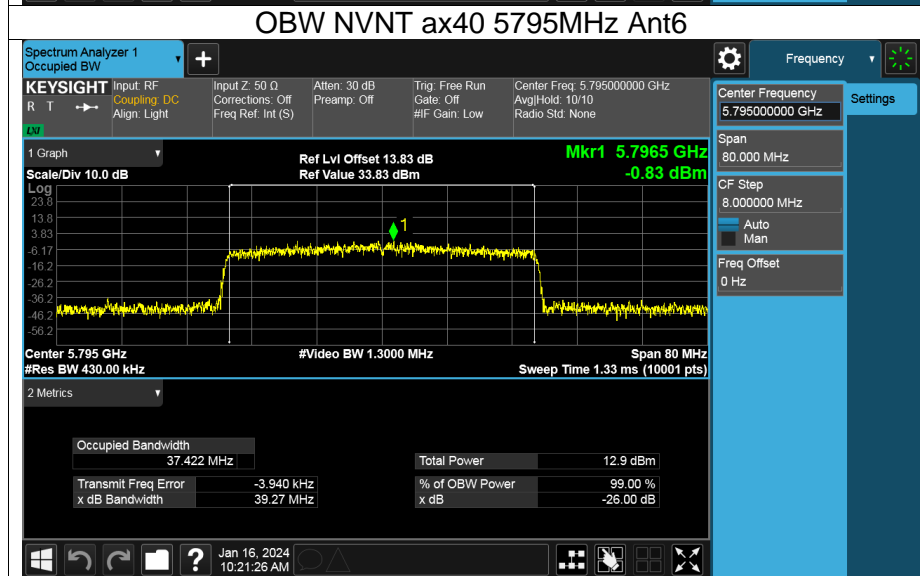 OBW NVNT ax40 5795MHz Ant6
Spectrum Analyzer 1
Occupied BW
+
Frequency
KEYSIGHT
R T
LXI
Input: RF
Coupling: DC
Align: Light
Input Z: 50 Ω
Corrections: Off
Freq Ref: Int (S)
Atten: 30 dB
Preamp: Off
Trig: Free Run
Gate: Off
#IF Gain: Low
Center Freq: 5.795000000 GHz
Avg|Hold: 10/10
Radio Std: None
Center Frequency
5.795000000 GHz
Settings
Span
80.000 MHz
CF Step
8.000000 MHz
Auto
Man
Freq Offset
0 Hz
1 Graph
Scale/Div 10.0 dB
Ref Lvl Offset 13.83 dB
Ref Value 33.83 dBm
Mkr1 5.7965 GHz
-0.83 dBm
Log
23.8
13.8
3.83
-6.17
-16.2
-26.2
-36.2
-46.2
-56.2
1
Center 5.795 GHz
#Res BW 430.00 kHz
#Video BW 1.3000 MHz
Span 80 MHz
Sweep Time 1.33 ms (10001 pts)
2 Metrics
Occupied Bandwidth
37.422 MHz
Transmit Freq Error -3.940 kHz
x dB Bandwidth 39.27 MHz
Total Power 12.9 dBm
% of OBW Power 99.00 %
x dB -26.00 dB
?
Jan 16, 2024
10:21:26 AM